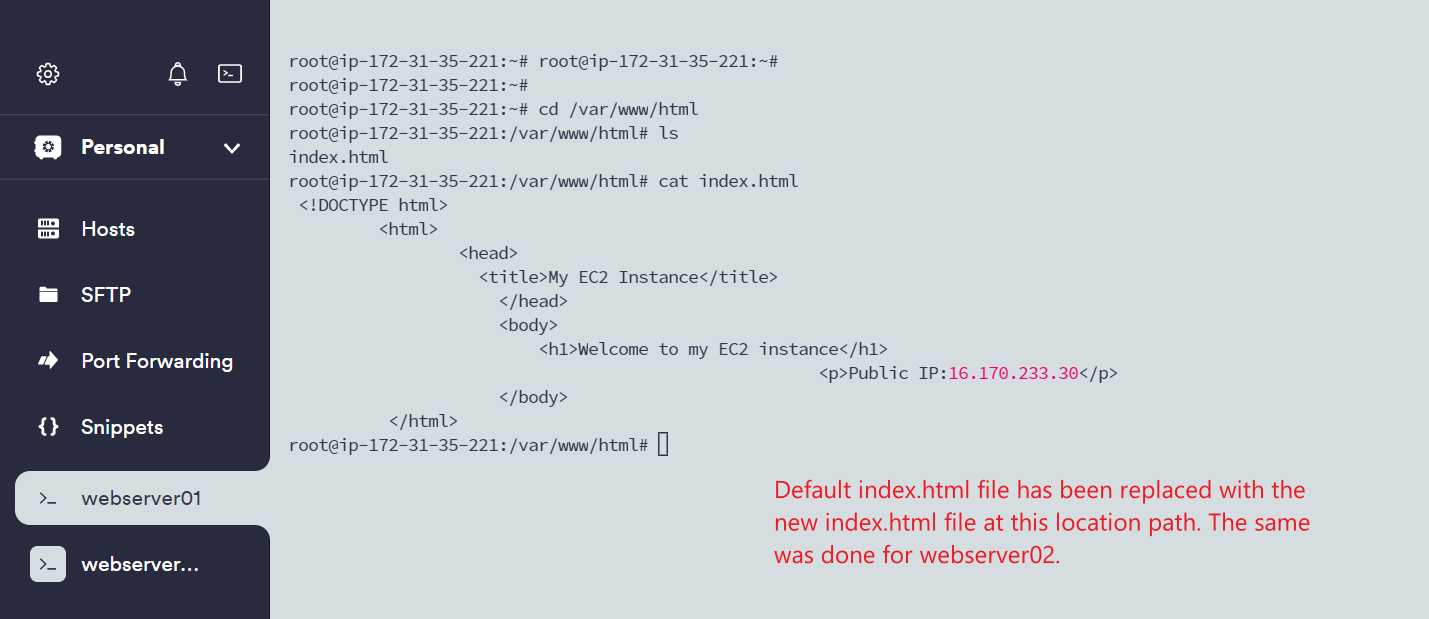 Personal
Hosts
SFTP
Port Forwarding
Snippets
webserver01
webserver...
root@ip-172-31-35-221:~# root@ip-172-31-35-221:~#
root@ip-172-31-35-221:~#
root@ip-172-31-35-221:~# cd /var/www/html
root@ip-172-31-35-221:/var/www/html# ls
index.html
root@ip-172-31-35-221:/var/www/html# cat index.html
<!DOCTYPE html>
<html>
<head>
<title>My EC2 Instance</title>
</head>
<body>
<h1>Welcome to my EC2 instance</h1>
<p>Public IP:16.170.233.30</p>
</body>
</html>
root@ip-172-31-35-221:/var/www/html#
Default index.html file has been replaced with the
new index.html file at this location path. The same
was done for webserver02.